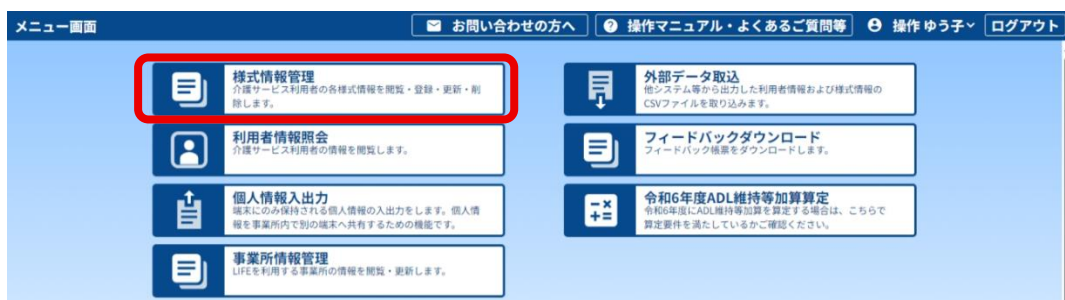 メニュー画面
お問い合わせの方へ
操作マニュアル・よくあるご質問等
操作 ゆう子
ログアウト
様式情報管理
介護サービス利用者の各様式情報を閲覧・登録・更新・削
除します。
外部データ取込
他システム等から出力した利用者情報および様式情報の
CSVファイルを取り込みます。
利用者情報照会
介護サービス利用者の情報を閲覧します。
フィードバックダウンロード
フィードバック帳票をダウンロードします。
個人情報入出力
端末にのみ保持される個人情報の入出力をします。個人情
報を事業所内で別の端末へ共有するための機能です。
令和6年度ADL維持等加算算定
令和6年度にADL維持等加算を算定する場合は、こちらで
算定要件を満たしているかご確認ください。
事業所情報管理
LIFEを利用する事業所の情報を閲覧・更新します。